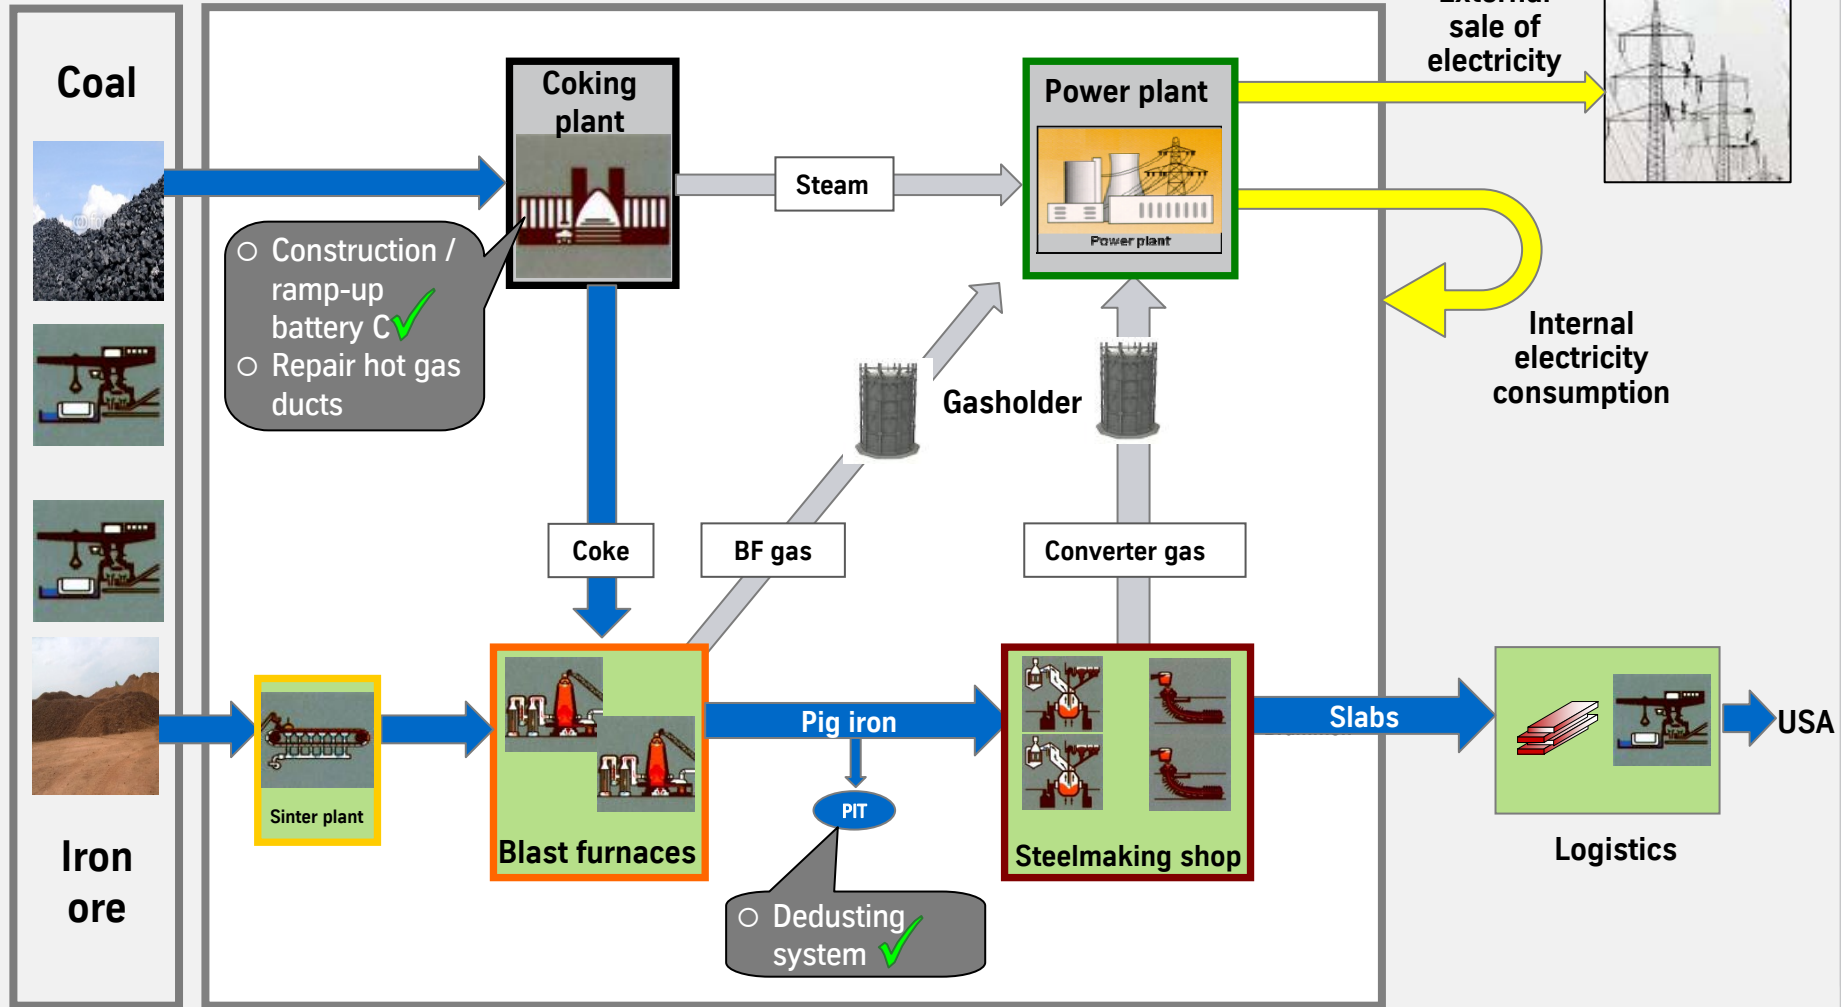 Coal
Iron
ore
Coking
plant
Construction /
ramp-up
battery C
Repair hot gas
ducts
Steam
Power plant
Power plant
External
sale of
electricity
Internal
electricity
consumption
Gasholder
Coke
BF gas
Converter gas
Sinter plant
Blast furnaces
Pig iron
PIT
Dedusting
system
Steelmaking shop
Slabs
Logistics
USA